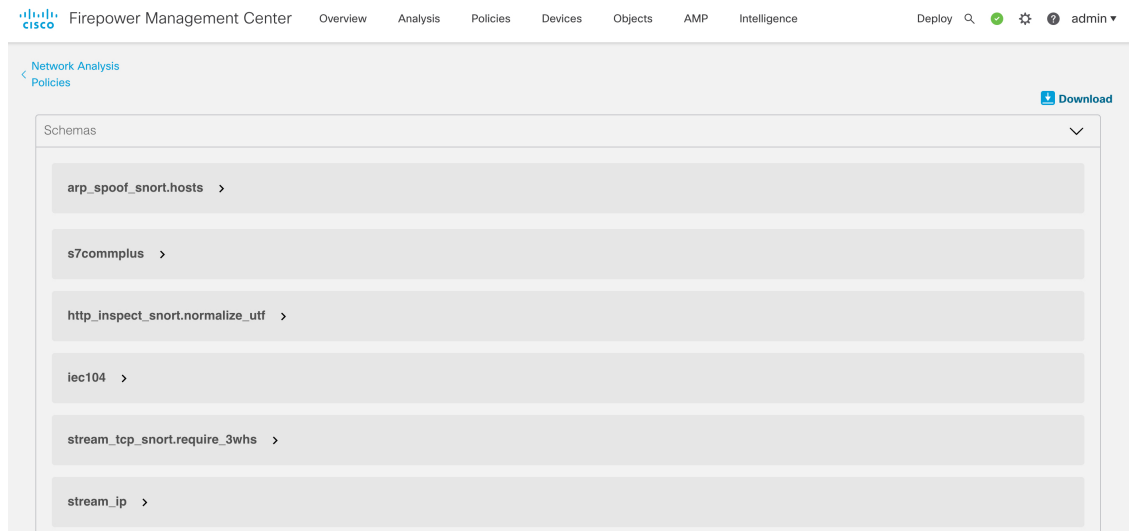 CISCO Firepower Management Center Overview Analysis Policies Devices Objects AMP Intelligence Deploy admin
Network Analysis
Policies
Download
Schemas
arp_spoof_snort.hosts
s7commplus
http_inspect_snort.normalize_utf
iec104
stream_tcp_snort.require_3whs
stream_ip